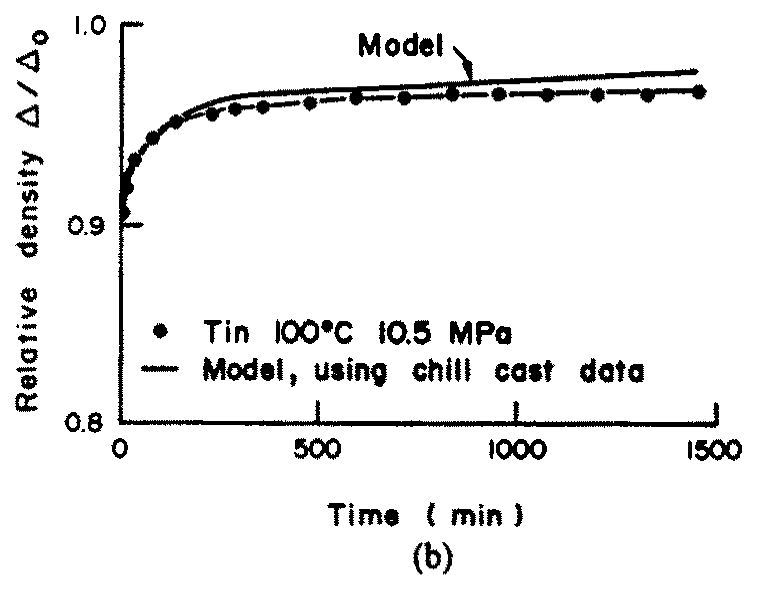 1.0
0.9
0.8
Relative density Δ/Δo
Model
Tin 100°C 10.5 MPa
Model, using chill cast data
0 500 1000 1500
Time (min)
(b)